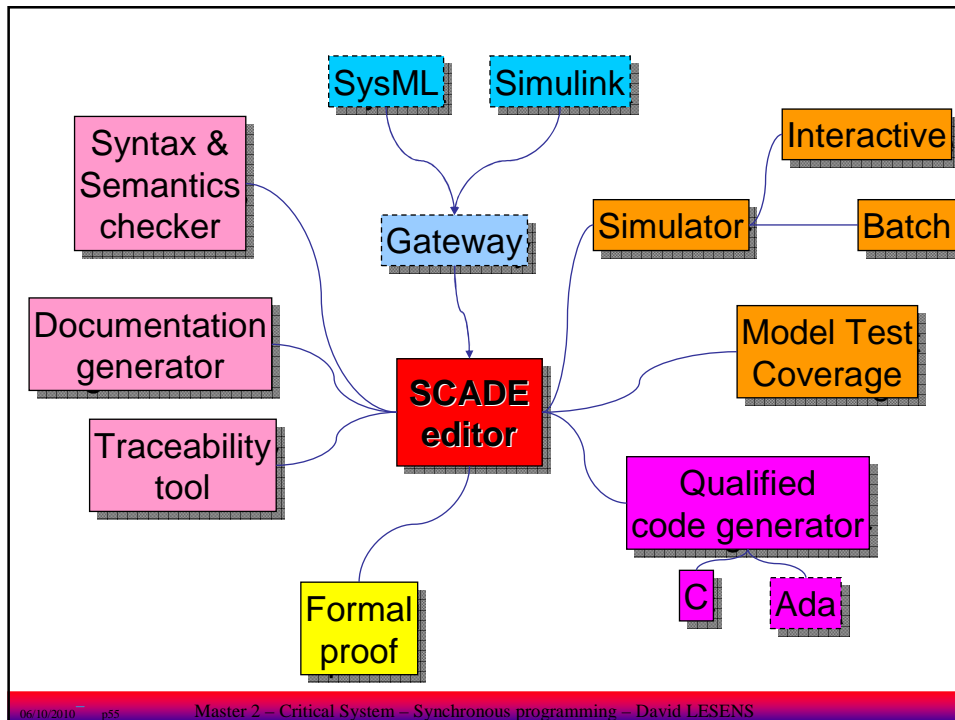 SysML
Simulink
Syntax &
Semantics
checker
Interactive
Simulator
Batch
Gateway
Documentation
generator
Model Test
Coverage
SCADE
editor
Traceability
tool
Qualified
code generator
C
Ada
Formal
proof
06/10/2010 p55 Master 2 – Critical System – Synchronous programming – David LESENS